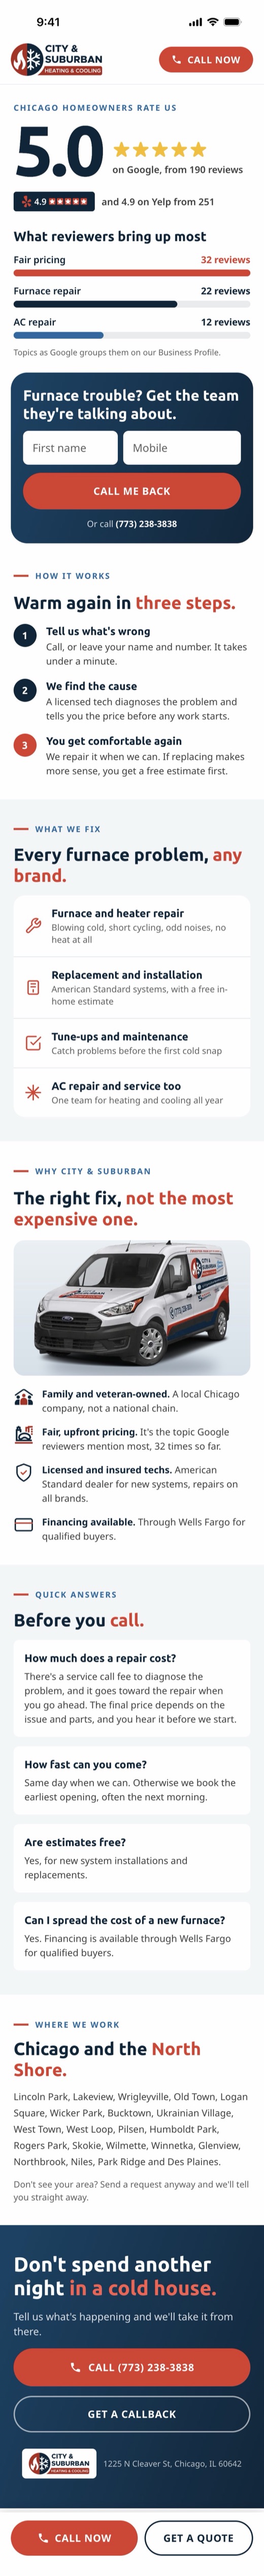 9:41
CITY &
SUBURBAN
HEATING & COOLING
CALL NOW
CHICAGO HOMEOWNERS RATE US
5.0
on Google, from 190 reviews
4.9
and 4.9 on Yelp from 251
What reviewers bring up most
Fair pricing 32 reviews
Furnace repair 22 reviews
AC repair 12 reviews
Topics as Google groups them on our Business Profile.
Furnace trouble? Get the team
they're talking about.
First name Mobile
CALL ME BACK
Or call (773) 238-3838
HOW IT WORKS
Warm again in three steps.
1
Tell us what's wrong
Call, or leave your name and number. It takes
under a minute.
2
We find the cause
A licensed tech diagnoses the problem and
tells you the price before any work starts.
3
You get comfortable again
We repair it when we can. If replacing makes
more sense, you get a free estimate first.
WHAT WE FIX
Every furnace problem, any
brand.
Furnace and heater repair
Blowing cold, short cycling, odd noises, no
heat at all
Replacement and installation
American Standard systems, with a free in-
home estimate
Tune-ups and maintenance
Catch problems before the first cold snap
AC repair and service too
One team for heating and cooling all year
WHY CITY & SUBURBAN
The right fix, not the most
expensive one.
Family and veteran-owned. A local Chicago
company, not a national chain.
Fair, upfront pricing. It's the topic Google
reviewers mention most, 32 times so far.
Licensed and insured techs. American
Standard dealer for new systems, repairs on
all brands.
Financing available. Through Wells Fargo for
qualified buyers.
QUICK ANSWERS
Before you call.
How much does a repair cost?
There's a service call fee to diagnose the
problem, and it goes toward the repair when
you go ahead. The final price depends on the
issue and parts, and you hear it before we start.
How fast can you come?
Same day when we can. Otherwise we book the
earliest opening, often the next morning.
Are estimates free?
Yes, for new system installations and
replacements.
Can I spread the cost of a new furnace?
Yes. Financing is available through Wells Fargo
for qualified buyers.
WHERE WE WORK
Chicago and the North
Shore.
Lincoln Park, Lakeview, Wrigleyville, Old Town, Logan
Square, Wicker Park, Bucktown, Ukrainian Village,
West Town, West Loop, Pilsen, Humboldt Park,
Rogers Park, Skokie, Wilmette, Winnetka, Glenview,
Northbrook, Niles, Park Ridge and Des Plaines.
Don't see your area? Send a request anyway and we'll tell
you straight away.
Don't spend another
night in a cold house.
Tell us what's happening and we'll take it from
there.
CALL (773) 238-3838
GET A CALLBACK
CITY &
SUBURBAN
HEATING & COOLING
1225 N Cleaver St, Chicago, IL 60642
CALL NOW
GET A QUOTE